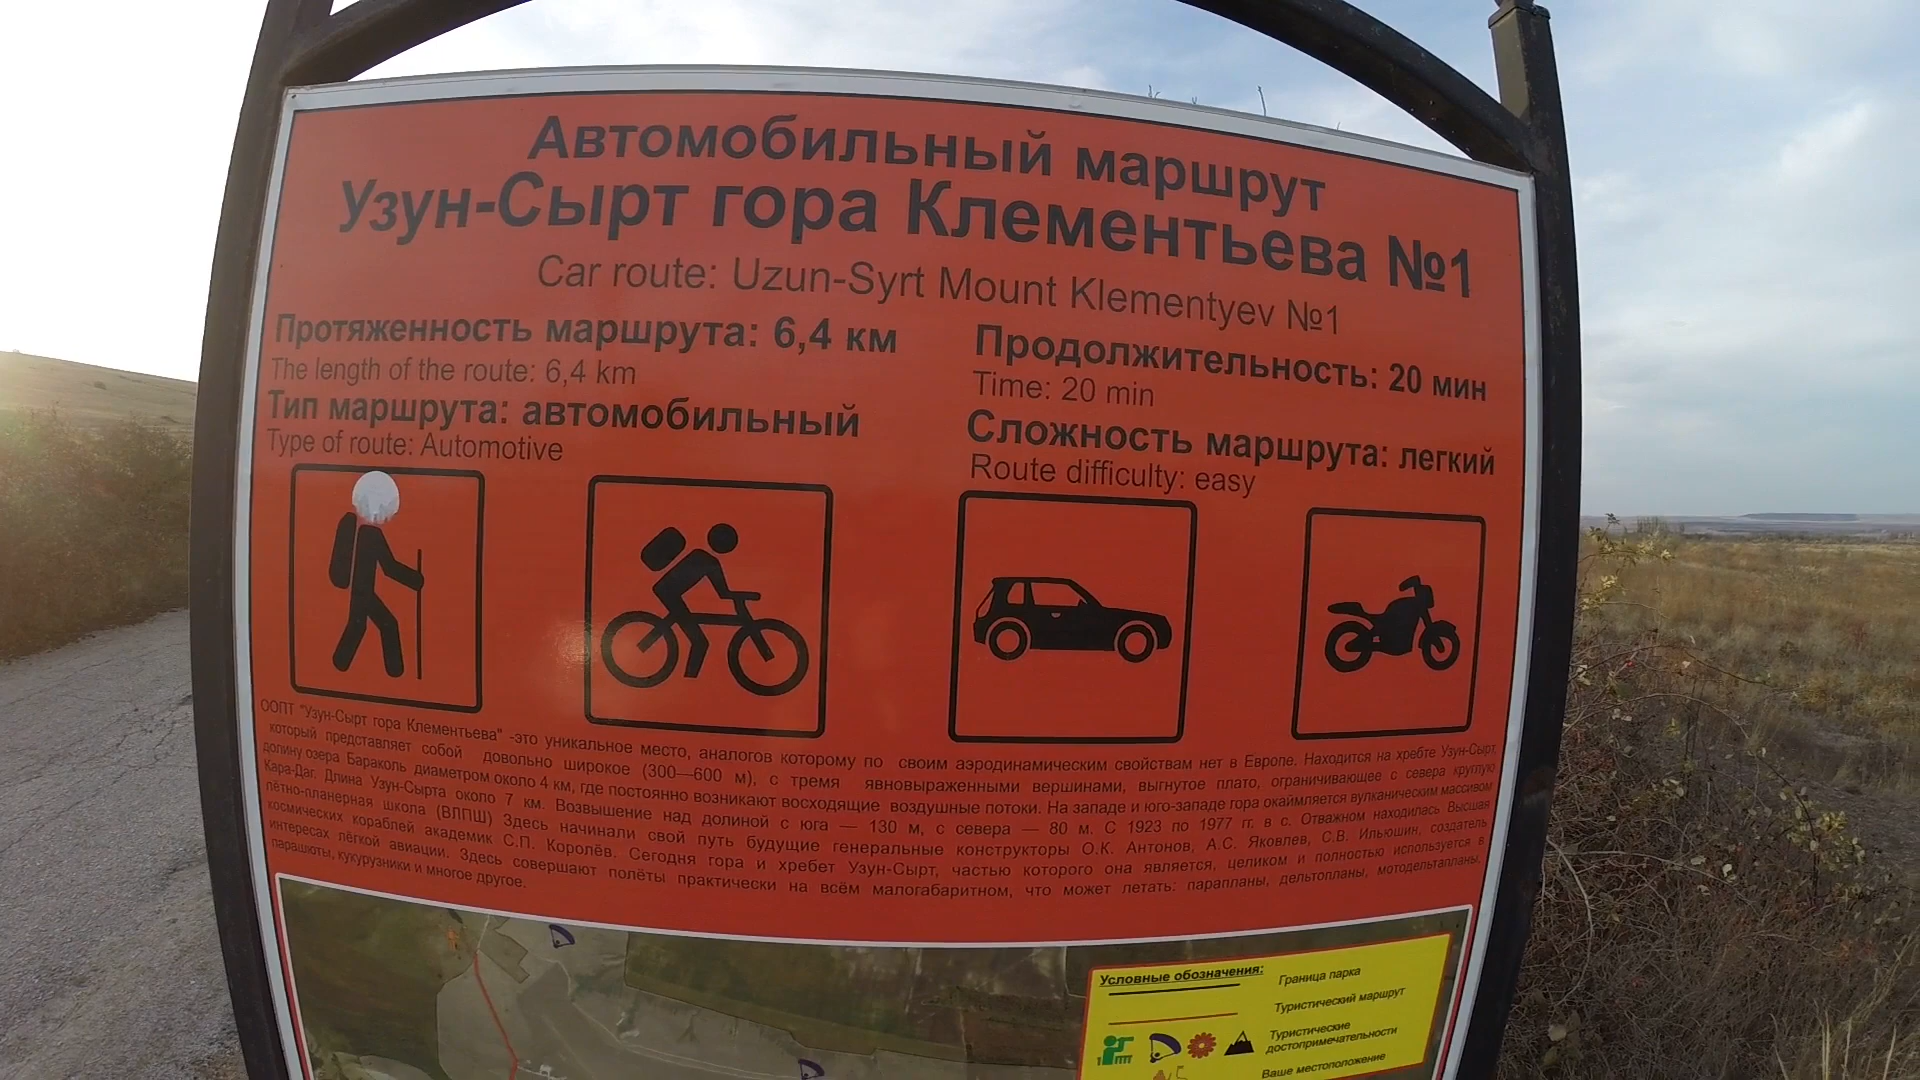 Автомобильный маршрут
Узун-Сырт гора Клементьева №1
Car route: Uzun-Syrt Mount Klementyev №1
Протяженность маршрута: 6,4 км
The length of the route: 6,4 km
Тип маршрута: автомобильный
Type of route: Automotive
Продолжительность: 20 мин
Time: 20 min
Сложность маршрута: легкий
Route difficulty: easy
ООПТ "Узун-Сырт гора Клементьева" -это уникальное место, аналогов которому по своим аэродинамическим свойствам нет в Европе. Находится на хребте Узун-Сырт,
который представляет собой довольно широкое (300—600 м), с тремя явновыраженными вершинами, выгнутое плато, ограничивающее с севера круглую
долину озера Бараколь диаметром около 4 км, где постоянно возникают восходящие воздушные потоки. На западе и юго-западе гора окаймляется вулканическим массивом
Кара-Даг. Длина Узун-Сырта около 7 км. Возвышение над долиной с юга — 130 м, с севера — 80 м. С 1923 по 1977 гг. в с. Отважном находилась Высшая
лётно-планерная школа (ВЛПШ) Здесь начинали свой путь будущие генеральные конструкторы О.К. Антонов, А.С. Яковлев, С.В. Ильюшин, создатель
космических кораблей академик С.П. Королёв. Сегодня гора и хребет Узун-Сырт, частью которого она является, целиком и полностью используется в
интересах лёгкой авиации. Здесь совершают полёты практически на всём малогабаритном, что может летать: парапланы, дельтопланы, мотодельтапланы,
парашюты, кукурузники и многое другое.
Условные обозначения:
Граница парка
Туристический маршрут
Туристические
достопримечательности
Ваше местоположение